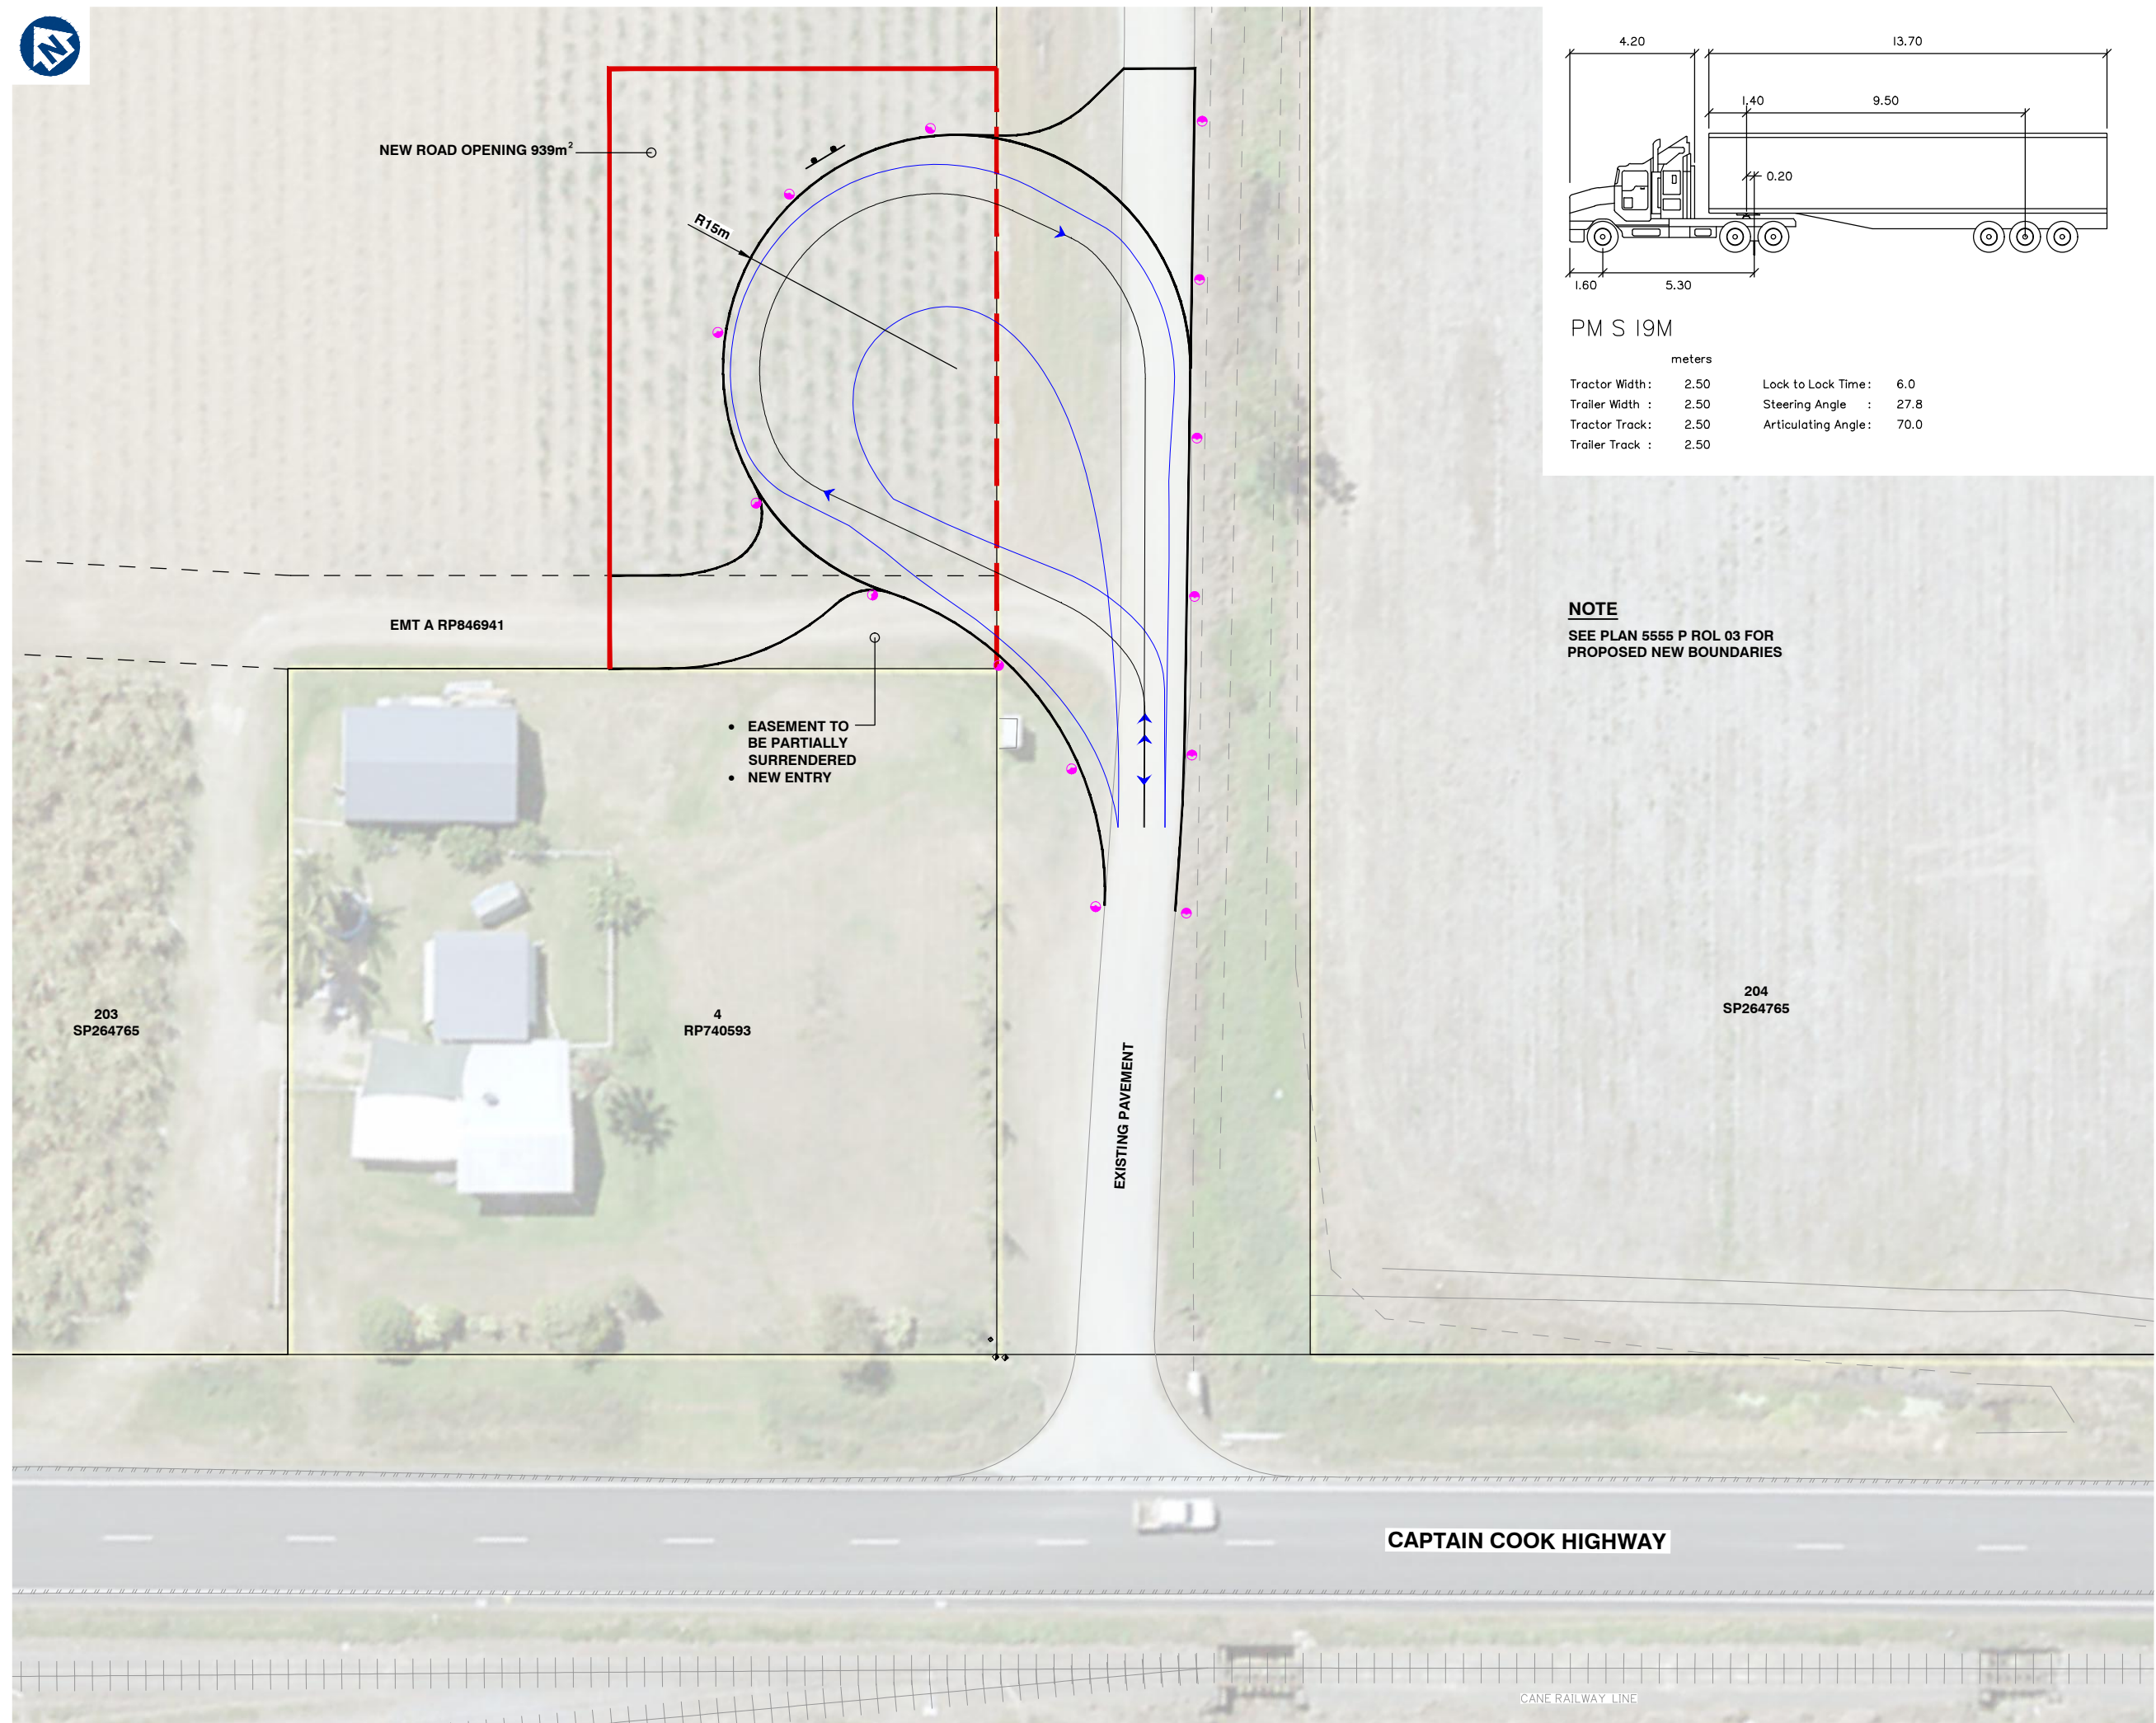 N
NEW ROAD OPENING 939m²
R15m
EMT A RP846941
• EASEMENT TO
BE PARTIALLY
SURRENDERED
• NEW ENTRY
203
SP264765
4
RP740593
EXISTING PAVEMENT
4.20
13.70
1.40
9.50
0.20
1.60
5.30
PM S 19M
meters
Tractor Width: 2.50 Lock to Lock Time: 6.0
Trailer Width : 2.50 Steering Angle : 27.8
Tractor Track: 2.50 Articulating Angle: 70.0
Trailer Track : 2.50
NOTE
SEE PLAN 5555 P ROL 03 FOR
PROPOSED NEW BOUNDARIES
204
SP264765
CAPTAIN COOK HIGHWAY
CANE RAILWAY LINE